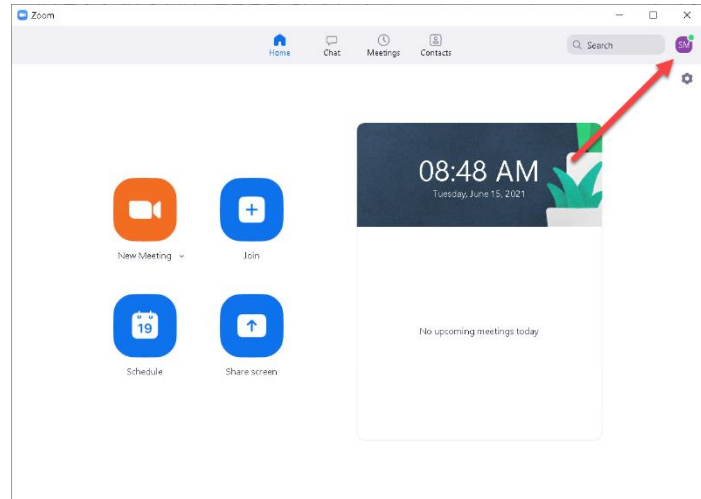 Zoom
Home
Chat
Meetings
Contacts
Search
SM
08:48 AM
Tuesday, June 15, 2021
New Meeting
Join
19
Schedule
Share screen
No upcoming meetings today